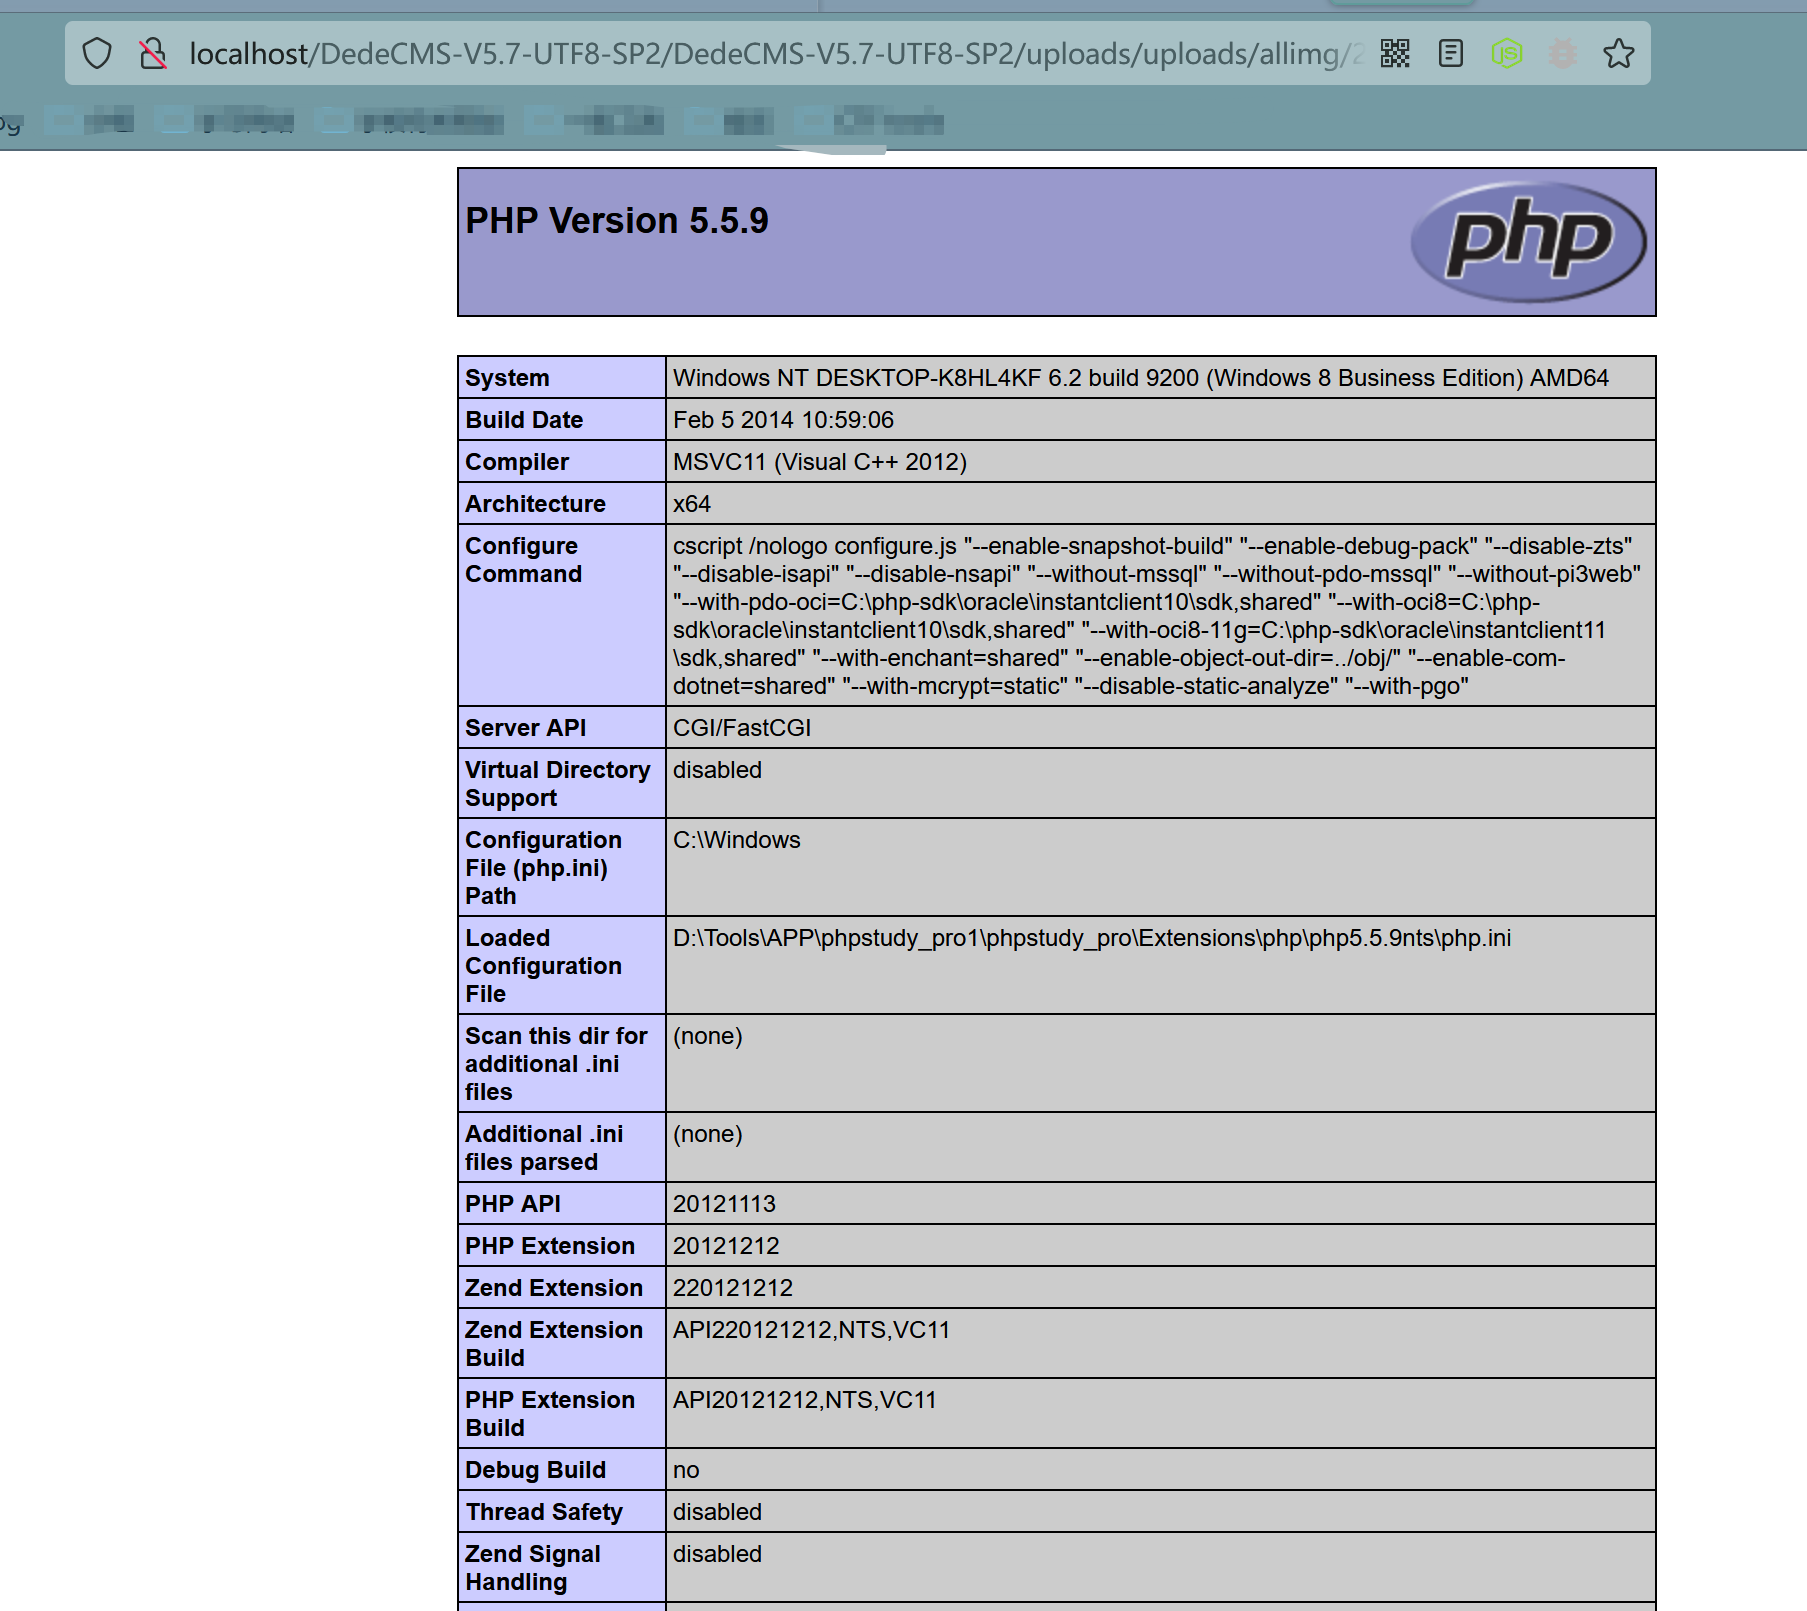 localhost/DedeCMS-V5.7-UTF8-SP2/DedeCMS-V5.7-UTF8-SP2/uploads/uploads/allimg/2
JS
PHP Version 5.5.9
php
System Windows NT DESKTOP-K8HL4KF 6.2 build 9200 (Windows 8 Business Edition) AMD64
Build Date Feb 5 2014 10:59:06
Compiler MSVC11 (Visual C++ 2012)
Architecture x64
Configure Command cscript /nologo configure.js "--enable-snapshot-build" "--enable-debug-pack" "--disable-zts"
"--disable-isapi" "--disable-nsapi" "--without-mssql" "--without-pdo-mssql" "--without-pi3web"
"--with-pdo-oci=C:\php-sdk\oracle\instantclient10\sdk,shared" "--with-oci8=C:\php-
sdk\oracle\instantclient10\sdk,shared" "--with-oci8-11g=C:\php-sdk\oracle\instantclient11
\sdk,shared" "--with-enchant=shared" "--enable-object-out-dir=../obj/" "--enable-com-
dotnet=shared" "--with-mcrypt=static" "--disable-static-analyze" "--with-pgo"
Server API CGI/FastCGI
Virtual Directory Support disabled
Configuration File (php.ini) Path C:\Windows
Loaded Configuration File D:\Tools\APP\phpstudy_pro1\phpstudy_pro\Extensions\php\php5.5.9nts\php.ini
Scan this dir for additional .ini files (none)
Additional .ini files parsed (none)
PHP API 20121113
PHP Extension 20121212
Zend Extension 220121212
Zend Extension Build API220121212,NTS,VC11
PHP Extension Build API20121212,NTS,VC11
Debug Build no
Thread Safety disabled
Zend Signal Handling disabled